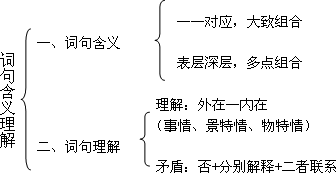 词句含义理解
一、词句含义
一一对应，大致组合
表层深层，多点组合
二、词句理解
理解：外在—内在
（事情、景特情、物特情）
矛盾：否+分别解释+二者联系